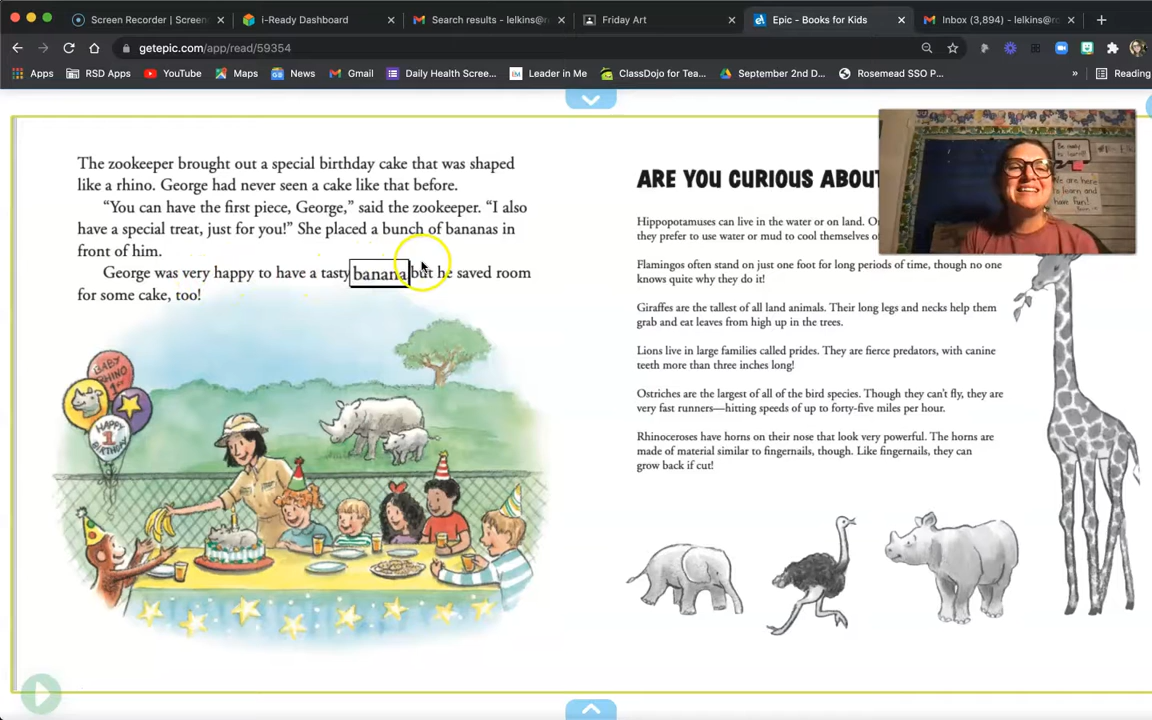 Screen Recorder | Screen
i-Ready Dashboard
Search results - lelkins@r
Friday Art
Epic - Books for Kids
Inbox (3,894) - lelkins@ro
getepic.com/app/read/59354
Apps
RSD Apps
YouTube
Maps
News
Gmail
Daily Health Scree...
Leader in Me
ClassDojo for Tea...
September 2nd D...
Rosemead SSO P...
»
Reading
The zookeeper brought out a special birthday cake that was shaped
like a rhino. George had never seen a cake like that before.
“You can have the first piece, George,” said the zookeeper. “I also
have a special treat, just for you!” She placed a bunch of bananas in
front of him.
George was very happy to have a tasty banana but he saved room
for some cake, too!
BABY
RHINO
1st
HAPPY
1
BIRTHDAY
ARE YOU CURIOUS ABOUT
Hippopotamuses can live in the water or on land. O
they prefer to use water or mud to cool themselves o
Flamingos often stand on just one foot for long periods of time, though no one
knows quite why they do it!
Giraffes are the tallest of all land animals. Their long legs and necks help them
grab and eat leaves from high up in the trees.
Lions live in large families called prides. They are fierce predators, with canine
teeth more than three inches long!
Ostriches are the largest of all of the bird species. Though they can’t fly, they are
very fast runners—hitting speeds of up to forty-five miles per hour.
Rhinoceroses have horns on their nose that look very powerful. The horns are
made of material similar to fingernails, though. Like fingernails, they can
grow back if cut!
We are here
to learn and
have fun!